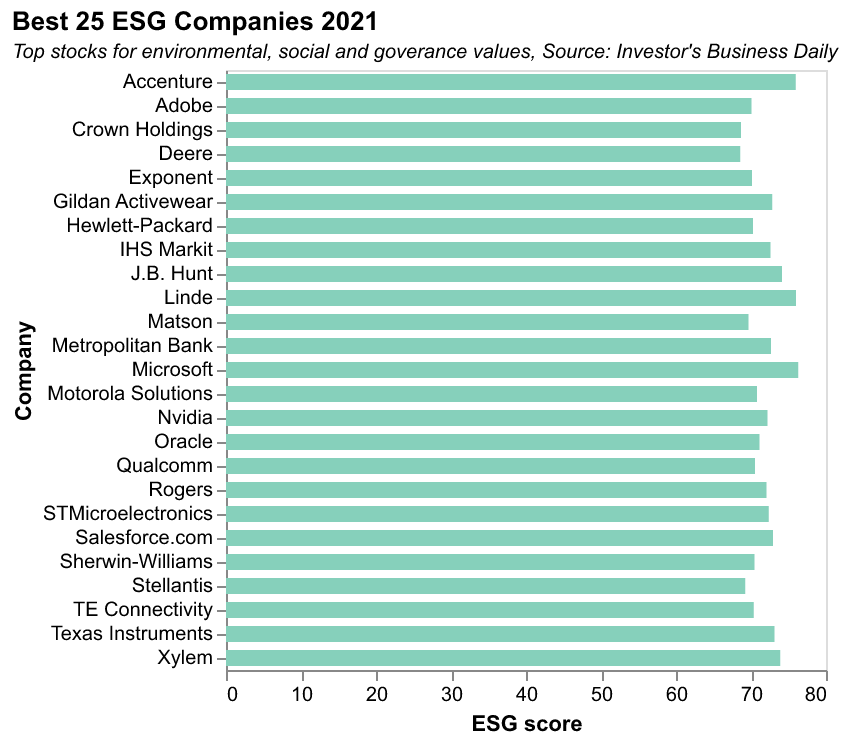 Best 25 ESG Companies 2021
Top stocks for environmental, social and goverance values, Source: Investor's Business Daily
Company
Accenture
Adobe
Crown Holdings
Deere
Exponent
Gildan Activewear
Hewlett-Packard
IHS Markit
J.B. Hunt
Linde
Matson
Metropolitan Bank
Microsoft
Motorola Solutions
Nvidia
Oracle
Qualcomm
Rogers
STMicroelectronics
Salesforce.com
Sherwin-Williams
Stellantis
TE Connectivity
Texas Instruments
Xylem
0 10 20 30 40 50 60 70 80
ESG score